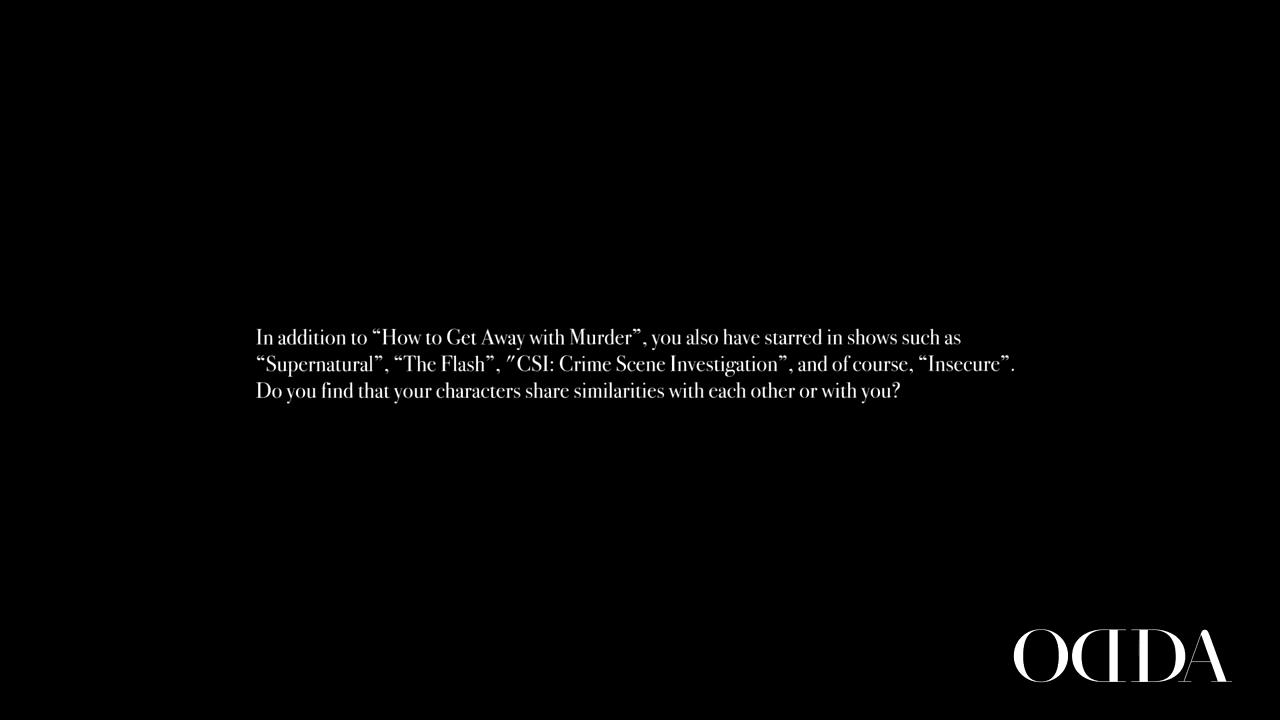 In addition to “How to Get Away with Murder”, you also have starred in shows such as
“Supernatural”, “The Flash”, "CSI: Crime Scene Investigation”, and of course, “Insecure”.
Do you find that your characters share similarities with each other or with you?
ODDA